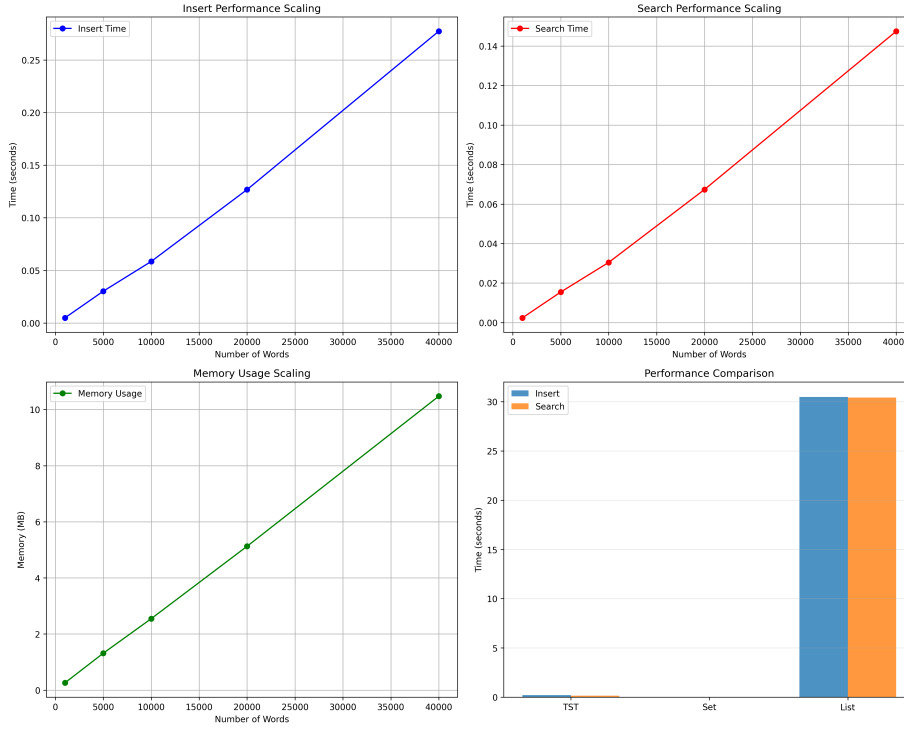 Insert Performance Scaling
Insert Time
Time (seconds)
0.25
0.20
0.15
0.10
0.05
0.00
0 5000 10000 15000 20000 25000 30000 35000 40000
Number of Words
Search Performance Scaling
Search Time
Time (seconds)
0.14
0.12
0.10
0.08
0.06
0.04
0.02
0.00
0 5000 10000 15000 20000 25000 30000 35000 40000
Number of Words
Memory Usage Scaling
Memory Usage
Memory (MB)
10
8
6
4
2
0
0 5000 10000 15000 20000 25000 30000 35000 40000
Number of Words
Performance Comparison
Insert
Search
Time (seconds)
30
25
20
15
10
5
0
TST Set List